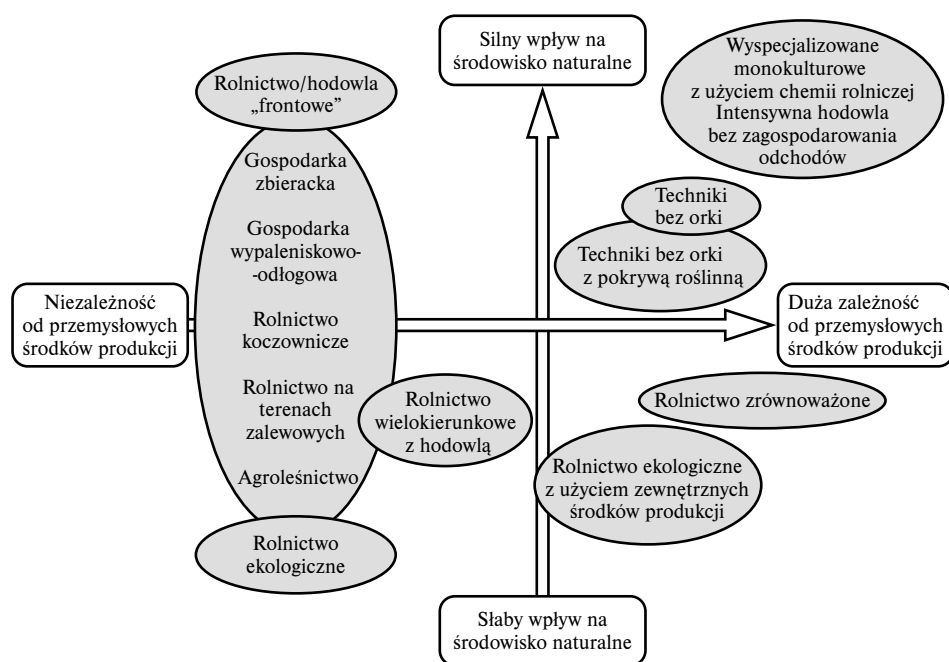 Silny wpływ na
środowisko naturalne
Wyspecjalizowane
monokulturowe
z użyciem chemii rolniczej
Intensywna hodowla
bez zagospodarowania
odchodów
Rolnictwo/hodowla
„frontowe”
Gospodarka
zbieracka
Gospodarka
wypaleniskowo-
odłogowa
Rolnictwo
koczownicze
Rolnictwo na
terenach
zalewowych
Agroleśnictwo
Rolnictwo
ekologiczne
Techniki
bez orki
Techniki bez orki
z pokrywą roślinną
Niezależność
od przemysłowych
środków produkcji
Duża zależność
od przemysłowych
środków produkcji
Rolnictwo
wielokierunkowe
z hodowlą
Rolnictwo zrównoważone
Rolnictwo ekologiczne
z użyciem zewnętrznych
środków produkcji
Słaby wpływ na
środowisko naturalne